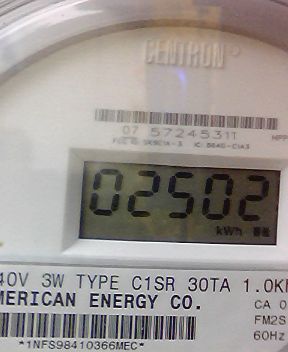 CENTRON®
07 57245311
02502
kWh
40V 3W TYPE C1SR 30TA 1.0K
MERICAN ENERGY CO.
CA 0
FM2S
60Hz
*1NFS98410366MEC*